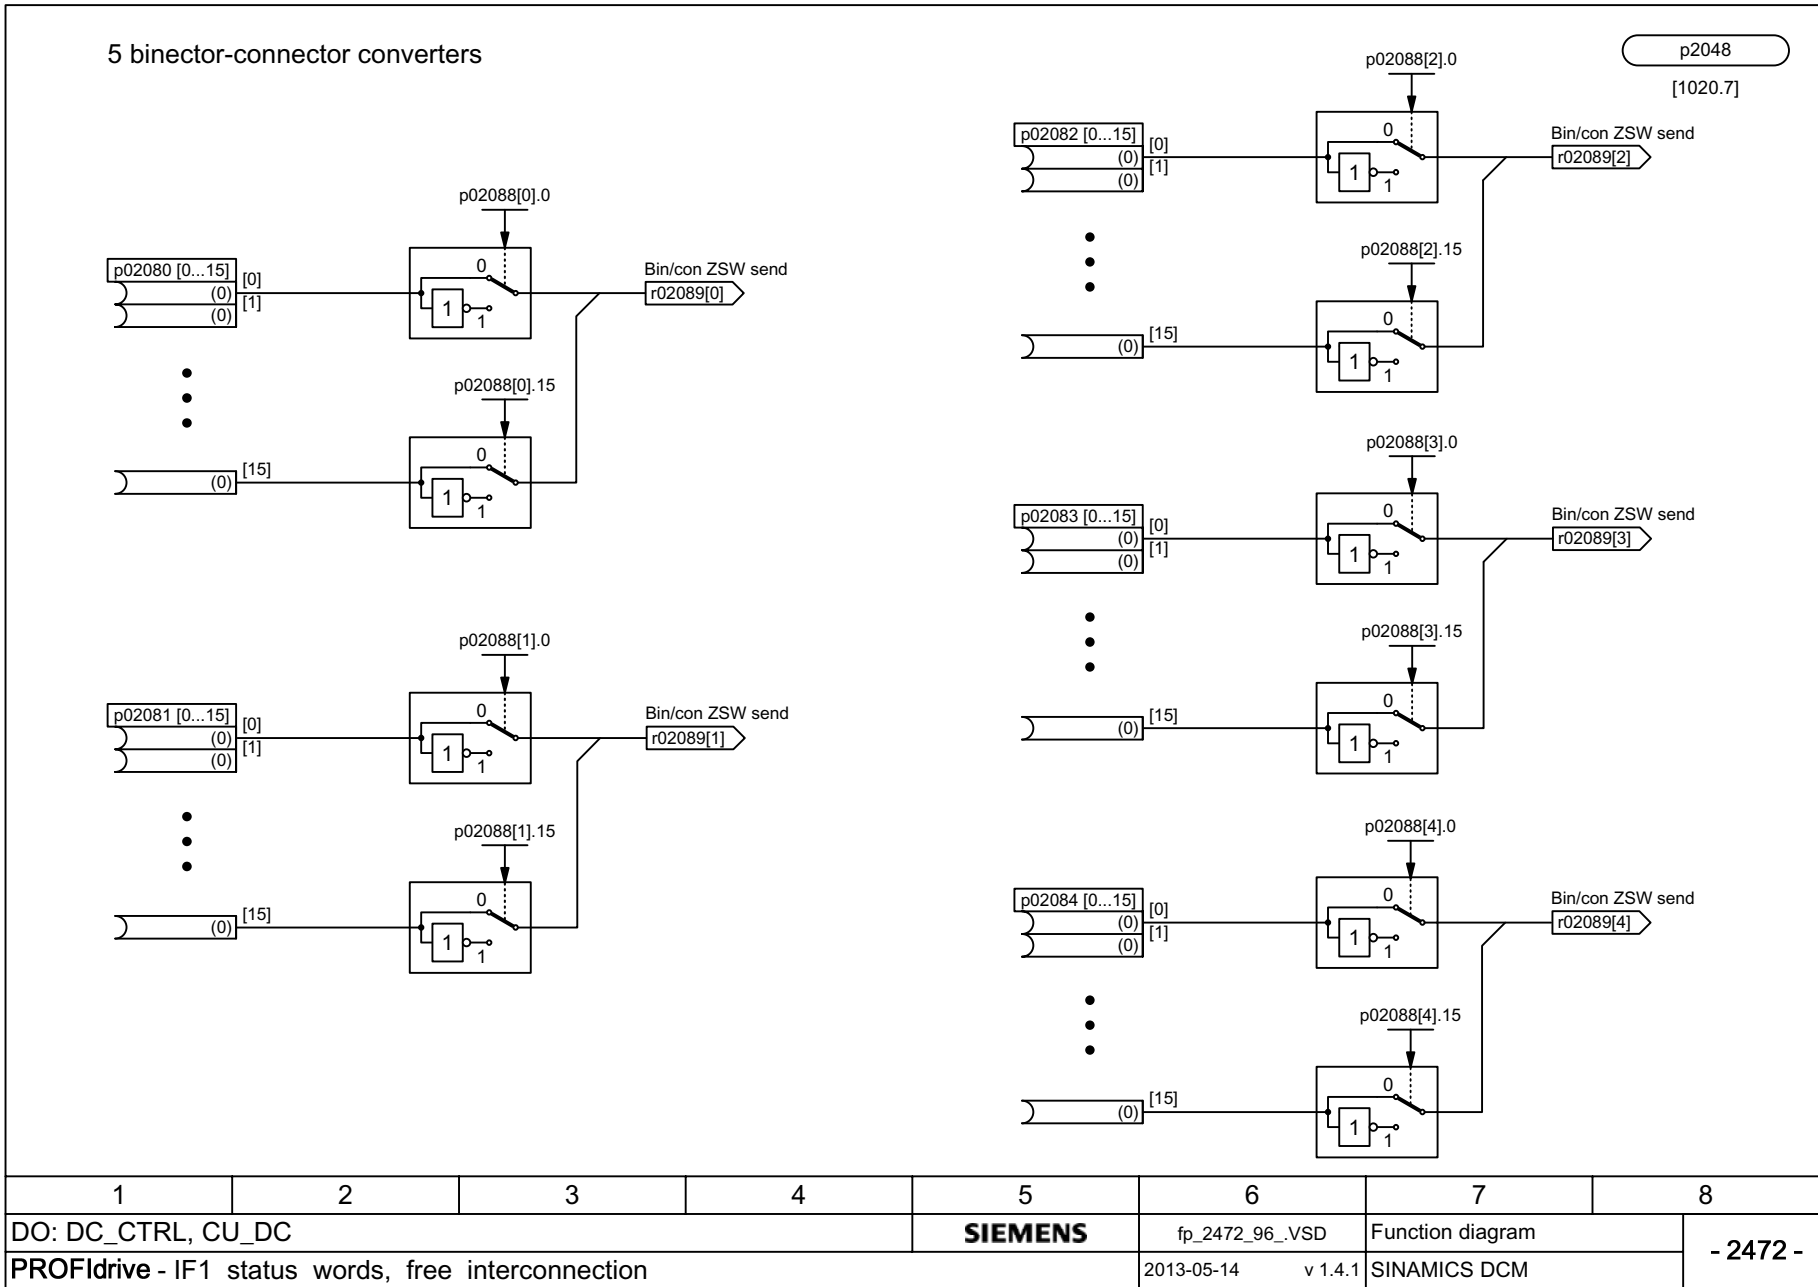 5 binector-connector converters
p2048
[1020.7]
p02088[0].0
p02080 [0...15]
[0]
(0)
[1]
(0)
0
1
1
Bin/con ZSW send
r02089[0]
p02088[0].15
[15]
(0)
0
1
1
p02088[1].0
p02081 [0...15]
[0]
(0)
[1]
(0)
0
1
1
Bin/con ZSW send
r02089[1]
p02088[1].15
[15]
(0)
0
1
1
p02088[2].0
p02082 [0...15]
[0]
(0)
[1]
(0)
0
1
1
Bin/con ZSW send
r02089[2]
p02088[2].15
[15]
(0)
0
1
1
p02088[3].0
p02083 [0...15]
[0]
(0)
[1]
(0)
0
1
1
Bin/con ZSW send
r02089[3]
p02088[3].15
[15]
(0)
0
1
1
p02088[4].0
p02084 [0...15]
[0]
(0)
[1]
(0)
0
1
1
Bin/con ZSW send
r02089[4]
p02088[4].15
[15]
(0)
0
1
1
1 2 3 4 5 6 7 8
DO: DC_CTRL, CU_DC
SIEMENS
fp_2472_96_.VSD
Function diagram
- 2472 -
PROFIdrive - IF1 status words, free interconnection
2013-05-14 v 1.4.1
SINAMICS DCM